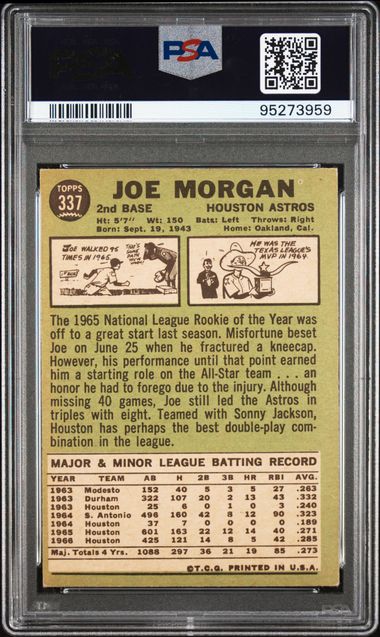 PSA
95273959
TOPPS
337
JOE MORGAN
2nd BASE HOUSTON ASTROS
Ht: 5'7" Wt: 150 Bats: Left Throws: Right
Born: Sept. 19, 1943 Home: Oakland, Cal.
JOE WALKED 95
TIMES IN 1965.
HE WAS THE
TEXAS LEAGUE'S
MVP IN 1964.
The 1965 National League Rookie of the Year was
off to a great start last season. Misfortune beset
Joe on June 25 when he fractured a kneecap.
However, his performance until that point earned
him a starting role on the All-Star team . . . an
honor he had to forego due to the injury. Although
missing 40 games, Joe still led the Astros in
triples with eight. Teamed with Sonny Jackson,
Houston has perhaps the best double-play com-
bination in the league.
MAJOR & MINOR LEAGUE BATTING RECORD
YEAR TEAM AB H 2B 3B HR RBI AVG.
1963 Modesto 152 40 5 3 5 27 .263
1963 Durham 322 107 20 2 13 43 .332
1963 Houston 25 6 0 1 0 3 .240
1964 S. Antonio 496 160 42 8 12 90 .323
1964 Houston 37 7 0 0 0 0 .189
1965 Houston 601 163 22 12 14 40 .271
1966 Houston 425 121 14 8 5 42 .285
Maj. Totals 4 Yrs. 1088 297 36 21 19 85 .273
©T.C.G. PRINTED IN U.S.A.